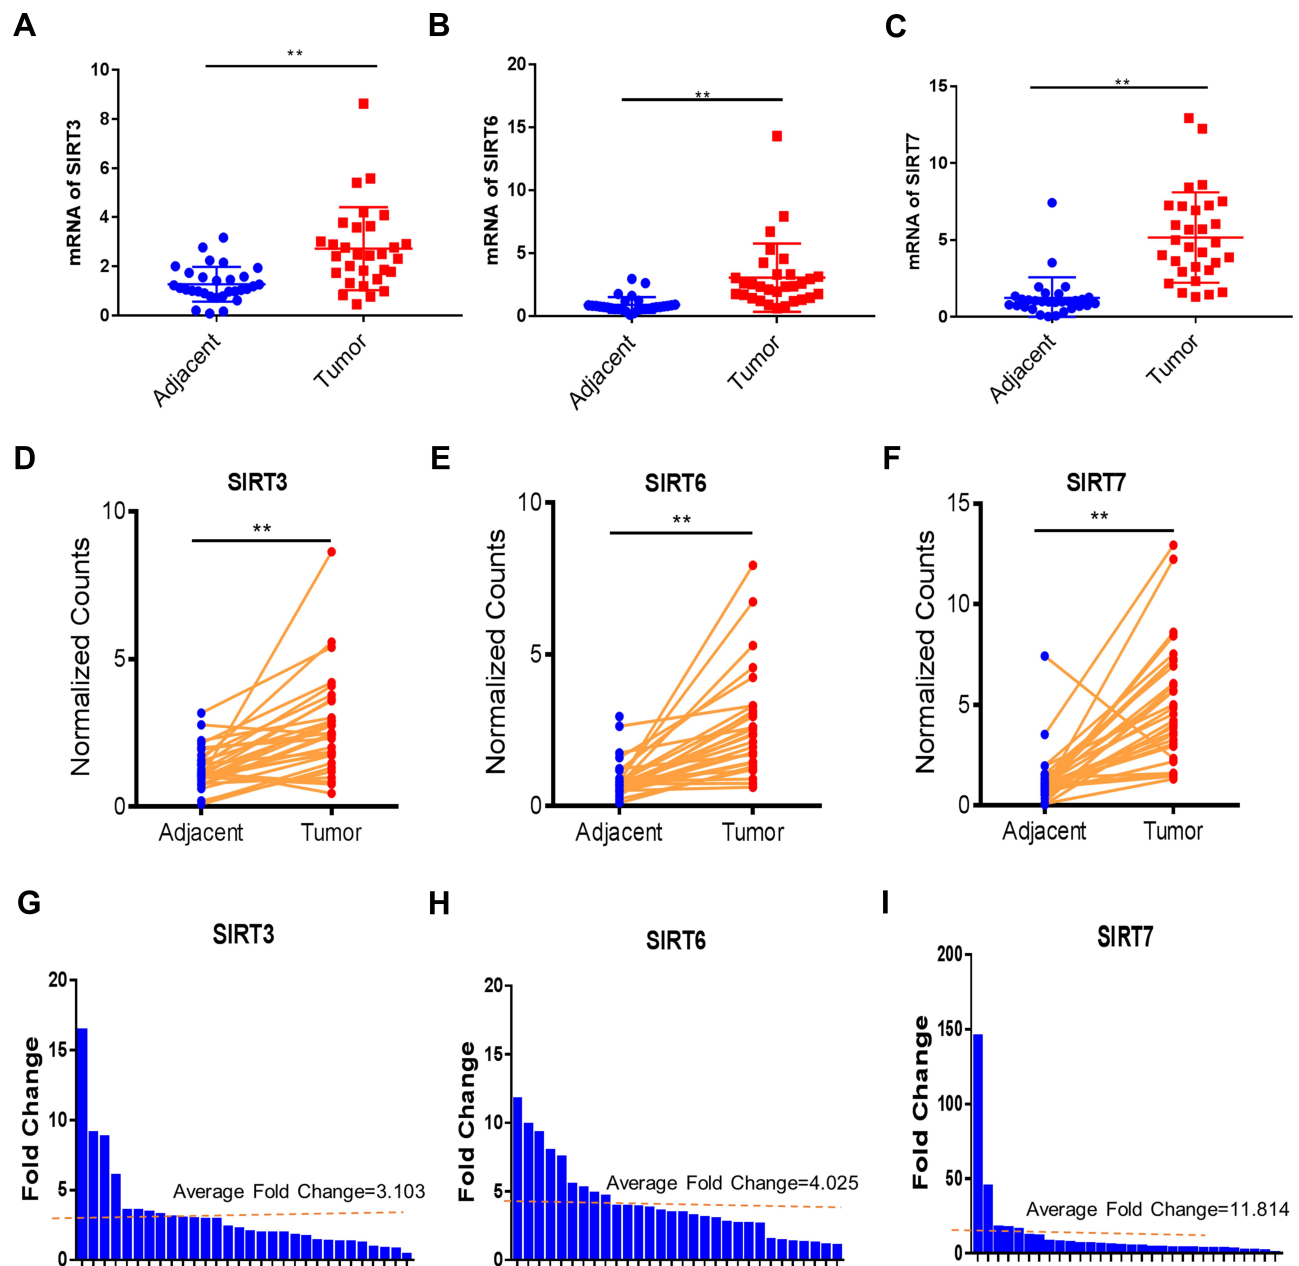 A
B
C
**
**
**
mRNA of SIRT3
10
8
6
4
2
0
Adjacent
Tumor
mRNA of SIRT6
20
15
10
5
0
Adjacent
Tumor
mRNA of SIRT7
15
10
5
0
Adjacent
Tumor
D
E
F
SIRT3
SIRT6
SIRT7
**
**
**
Normalized Counts
10
5
0
Adjacent
Tumor
Normalized Counts
10
5
0
Adjacent
Tumor
Normalized Counts
15
10
5
0
Adjacent
Tumor
G
H
I
SIRT3
SIRT6
SIRT7
Fold Change
20
15
10
5
0
Average Fold Change=3.103
Fold Change
20
15
10
5
0
Average Fold Change=4.025
Fold Change
200
150
100
50
0
Average Fold Change=11.814